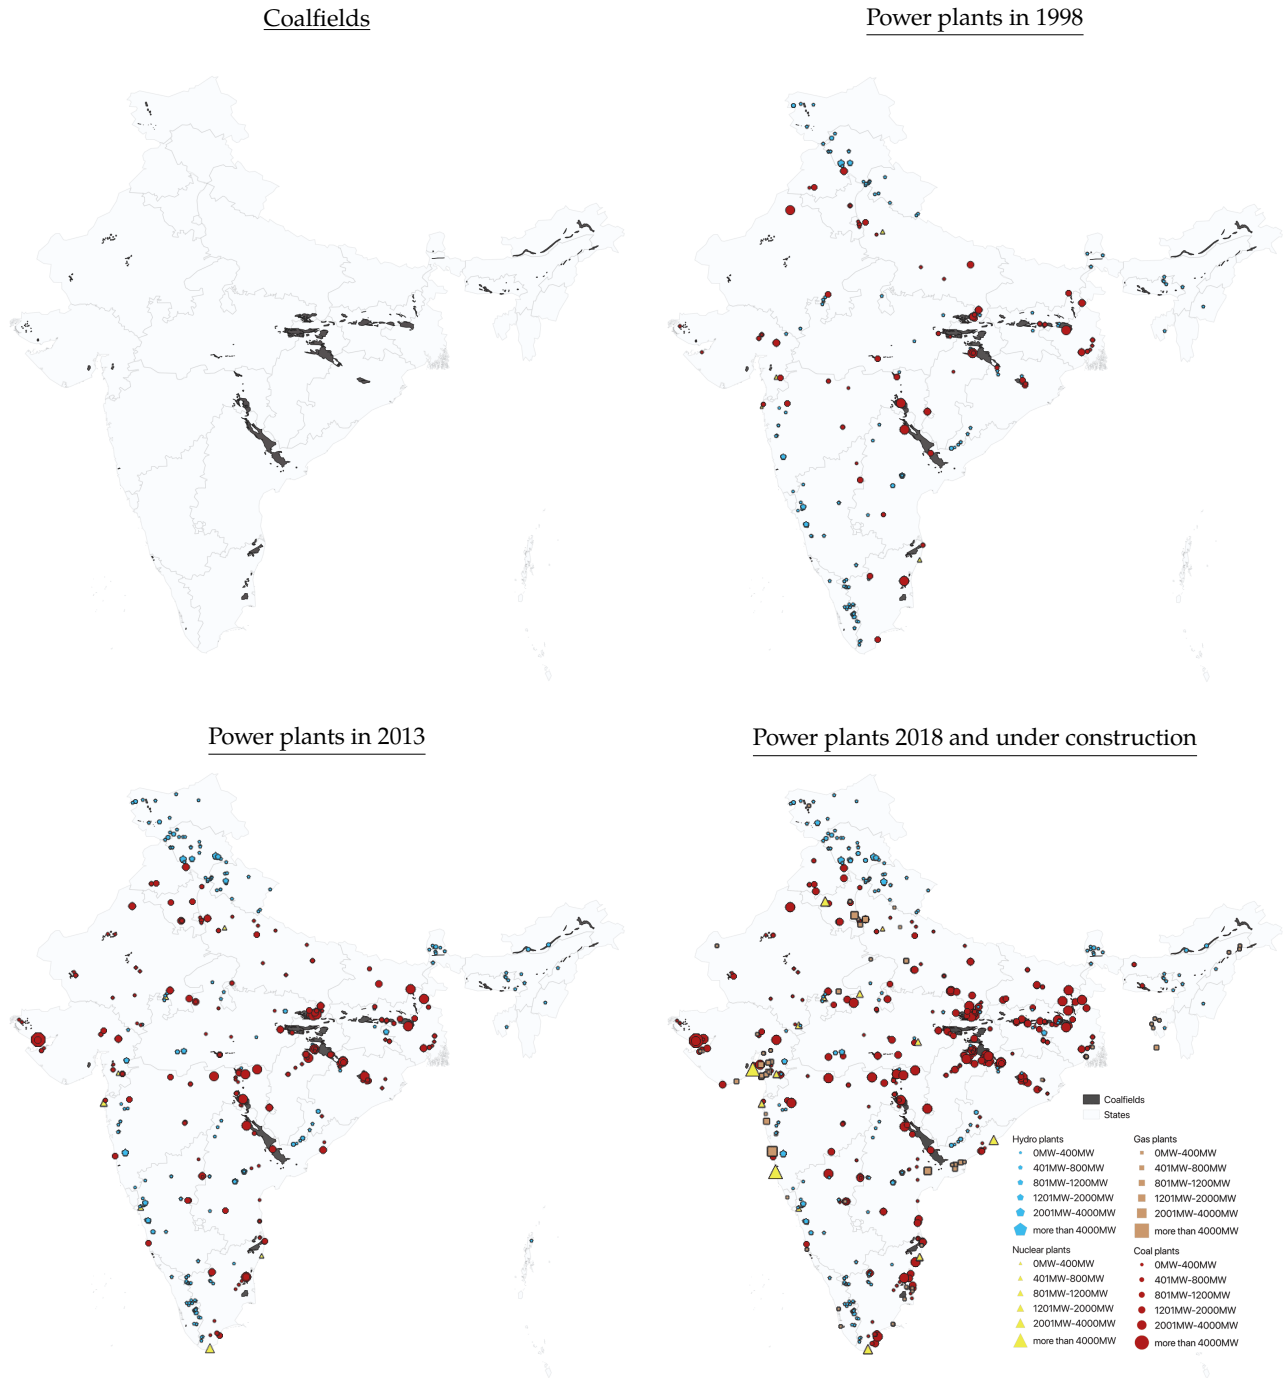 Coalfields
Power plants in 1998
Power plants in 2013
Power plants 2018 and under construction
Coalfields
States
Hydro plants
0MW-400MW
401MW-800MW
801MW-1200MW
1201MW-2000MW
2001MW-4000MW
more than 4000MW
Gas plants
0MW-400MW
401MW-800MW
801MW-1200MW
1201MW-2000MW
2001MW-4000MW
more than 4000MW
Nuclear plants
0MW-400MW
401MW-800MW
801MW-1200MW
1201MW-2000MW
2001MW-4000MW
more than 4000MW
Coal plants
0MW-400MW
401MW-800MW
801MW-1200MW
1201MW-2000MW
2001MW-4000MW
more than 4000MW